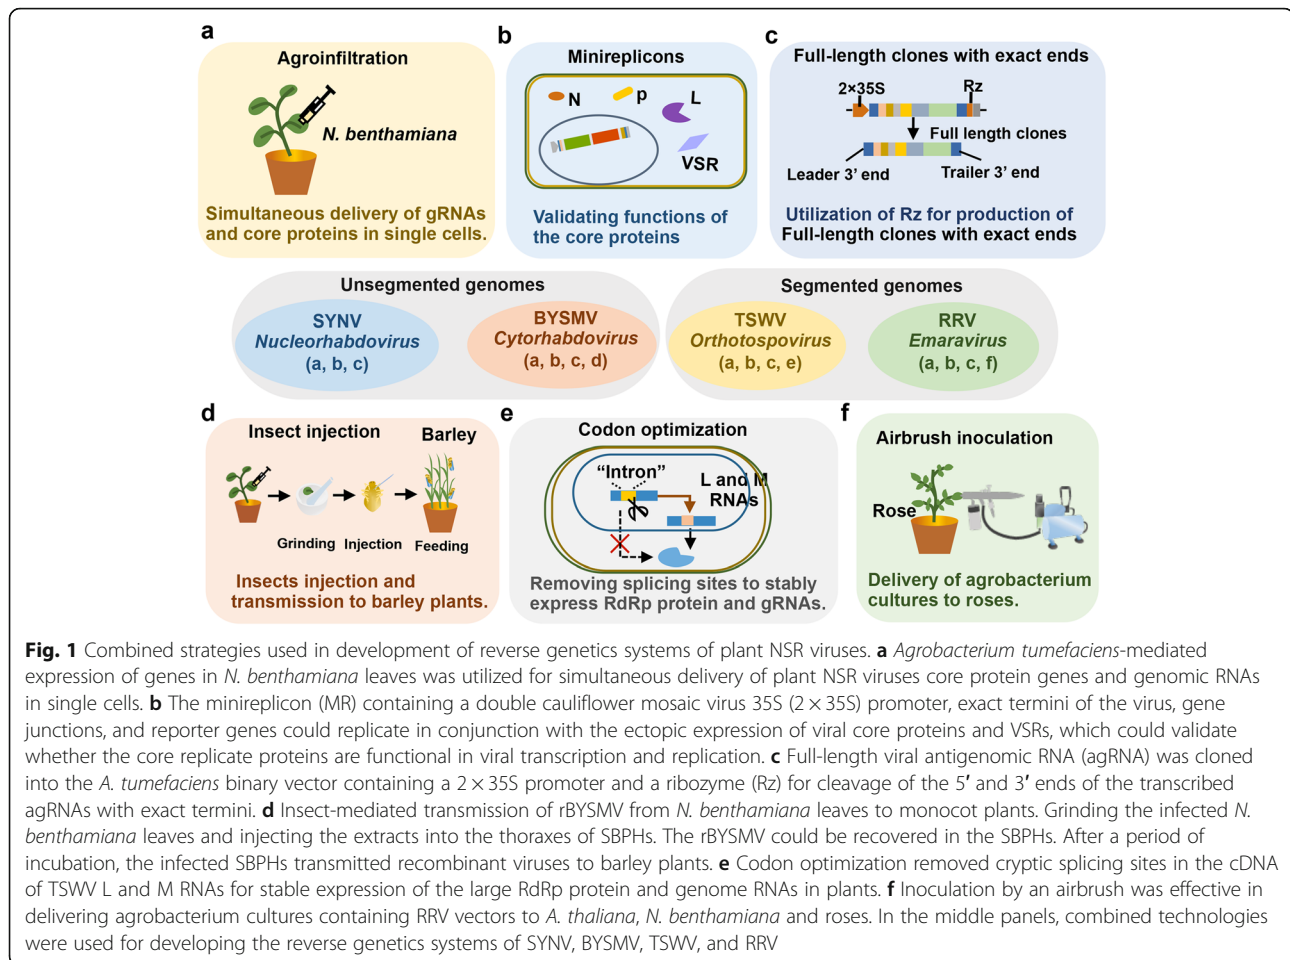 a
Agroinfiltration
N. benthamiana
Simultaneous delivery of gRNAs
and core proteins in single cells.
b
Minireplicons
N
p
L
VSR
Validating functions of
the core proteins
c
Full-length clones with exact ends
2×35S
Rz
Full length clones
Leader 3’ end
Trailer 3’ end
Utilization of Rz for production of
Full-length clones with exact ends
Unsegmented genomes
SYNV
Nucleorhabdovirus
(a, b, c)
BYSMV
Cytorhabdovirus
(a, b, c, d)
Segmented genomes
TSWV
Orthotospovirus
(a, b, c, e)
RRV
Emaravirus
(a, b, c, f)
d
Insect injection
Barley
Grinding
Injection
Feeding
Insects injection and
transmission to barley plants.
e
Codon optimization
“Intron”
L and M
RNAs
Removing splicing sites to stably
express RdRp protein and gRNAs.
f
Airbrush inoculation
Rose
Delivery of agrobacterium
cultures to roses.
Fig. 1 Combined strategies used in development of reverse genetics systems of plant NSR viruses. a Agrobacterium tumefaciens-mediated
expression of genes in N. benthamiana leaves was utilized for simultaneous delivery of plant NSR viruses core protein genes and genomic RNAs
in single cells. b The minireplicon (MR) containing a double cauliflower mosaic virus 35S (2 × 35S) promoter, exact termini of the virus, gene
junctions, and reporter genes could replicate in conjunction with the ectopic expression of viral core proteins and VSRs, which could validate
whether the core replicate proteins are functional in viral transcription and replication. c Full-length viral antigenomic RNA (agRNA) was cloned
into the A. tumefaciens binary vector containing a 2 × 35S promoter and a ribozyme (Rz) for cleavage of the 5′ and 3′ ends of the transcribed
agRNAs with exact termini. d Insect-mediated transmission of rBYSMV from N. benthamiana leaves to monocot plants. Grinding the infected N.
benthamiana leaves and injecting the extracts into the thoraxes of SBPHs. The rBYSMV could be recovered in the SBPHs. After a period of
incubation, the infected SBPHs transmitted recombinant viruses to barley plants. e Codon optimization removed cryptic splicing sites in the cDNA
of TSWV L and M RNAs for stable expression of the large RdRp protein and genome RNAs in plants. f Inoculation by an airbrush was effective in
delivering agrobacterium cultures containing RRV vectors to A. thaliana, N. benthamiana and roses. In the middle panels, combined technologies
were used for developing the reverse genetics systems of SYNV, BYSMV, TSWV, and RRV